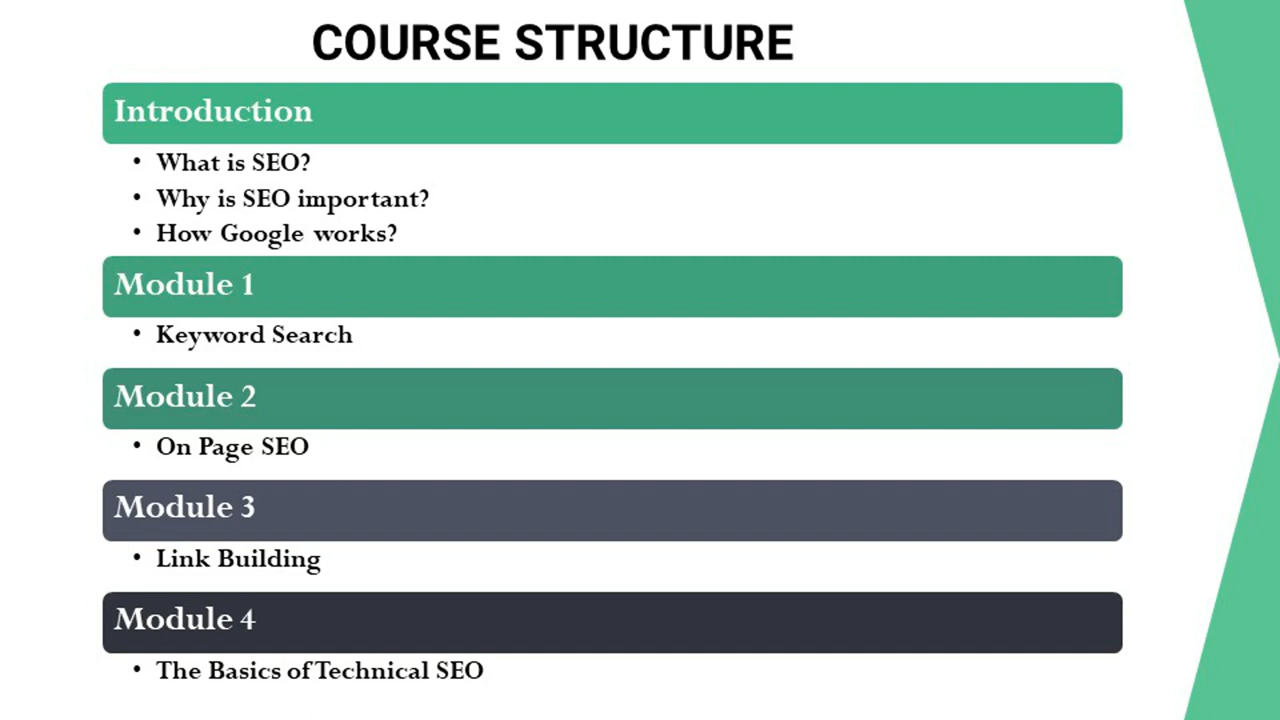 COURSE STRUCTURE
Introduction
• What is SEO?
• Why is SEO important?
• How Google works?
Module 1
• Keyword Search
Module 2
• On Page SEO
Module 3
• Link Building
Module 4
• The Basics of Technical SEO